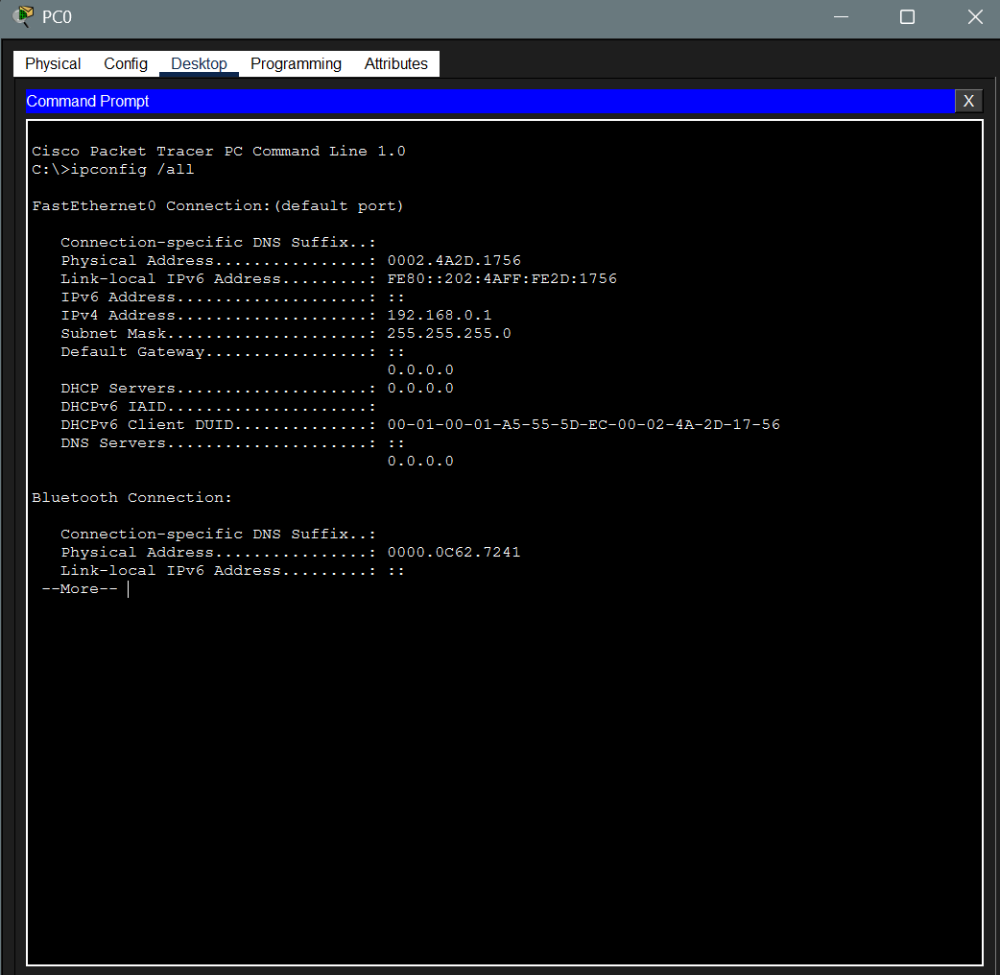 PC0
Physical Config Desktop Programming Attributes
Command Prompt X
Cisco Packet Tracer PC Command Line 1.0
C:\>ipconfig /all
FastEthernet0 Connection:(default port)
Connection-specific DNS Suffix..:
Physical Address................: 0002.4A2D.1756
Link-local IPv6 Address.........: FE80::202:4AFF:FE2D:1756
IPv6 Address....................: ::
IPv4 Address....................: 192.168.0.1
Subnet Mask.....................: 255.255.255.0
Default Gateway.................: ::
0.0.0.0
DHCP Servers....................: 0.0.0.0
DHCPv6 IAID.....................:
DHCPv6 Client DUID..............: 00-01-00-01-A5-55-5D-EC-00-02-4A-2D-17-56
DNS Servers.....................: ::
0.0.0.0
Bluetooth Connection:
Connection-specific DNS Suffix..:
Physical Address................: 0000.0C62.7241
Link-local IPv6 Address.........: ::
--More--